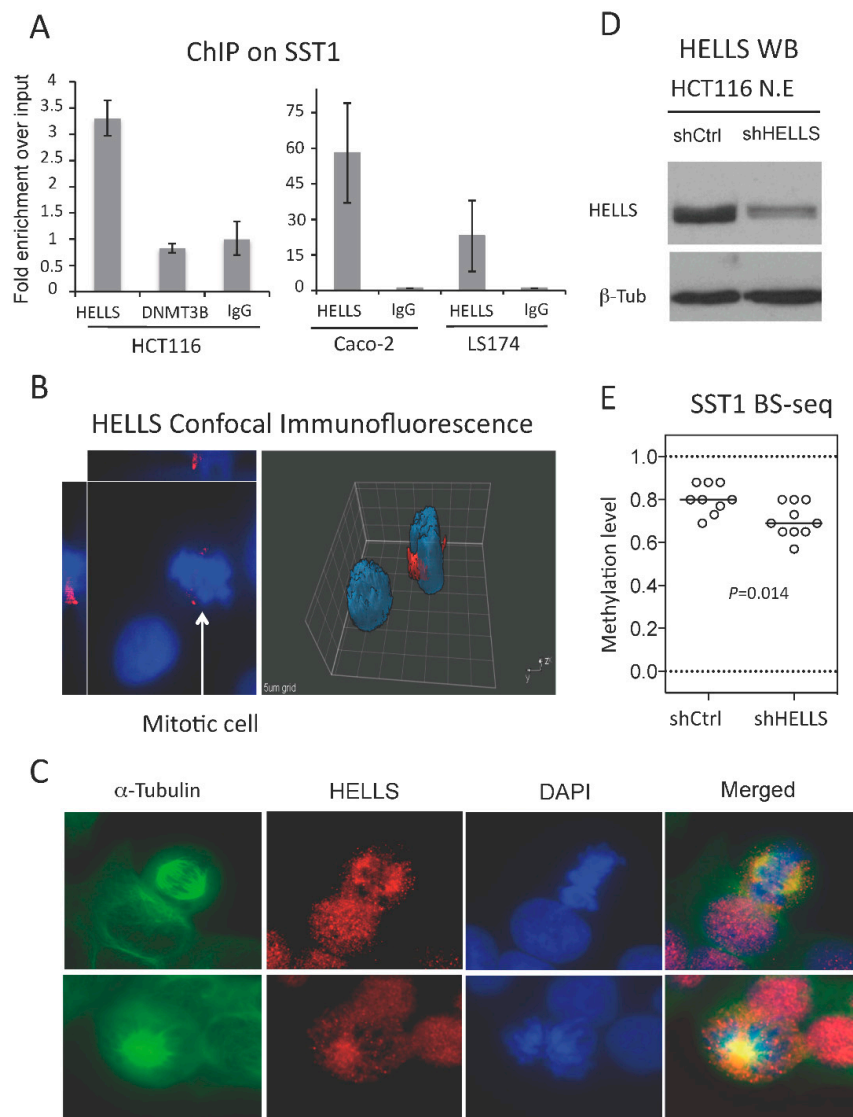 A
ChIP on SST1
Fold enrichment over input
4
3.5
3
2.5
2
1.5
1
0.5
0
HELLS DNMT3B IgG
HCT116
75
60
45
30
15
0
HELLS IgG HELLS IgG
Caco-2 LS174
D
HELLS WB
HCT116 N.E
shCtrl shHELLS
HELLS
β-Tub
B
HELLS Confocal Immunofluorescence
5um grid
z
y
Mitotic cell
E
SST1 BS-seq
Methylation level
1.0
0.8
0.6
0.4
0.2
0.0
P=0.014
shCtrl shHELLS
C
α-Tubulin HELLS DAPI Merged